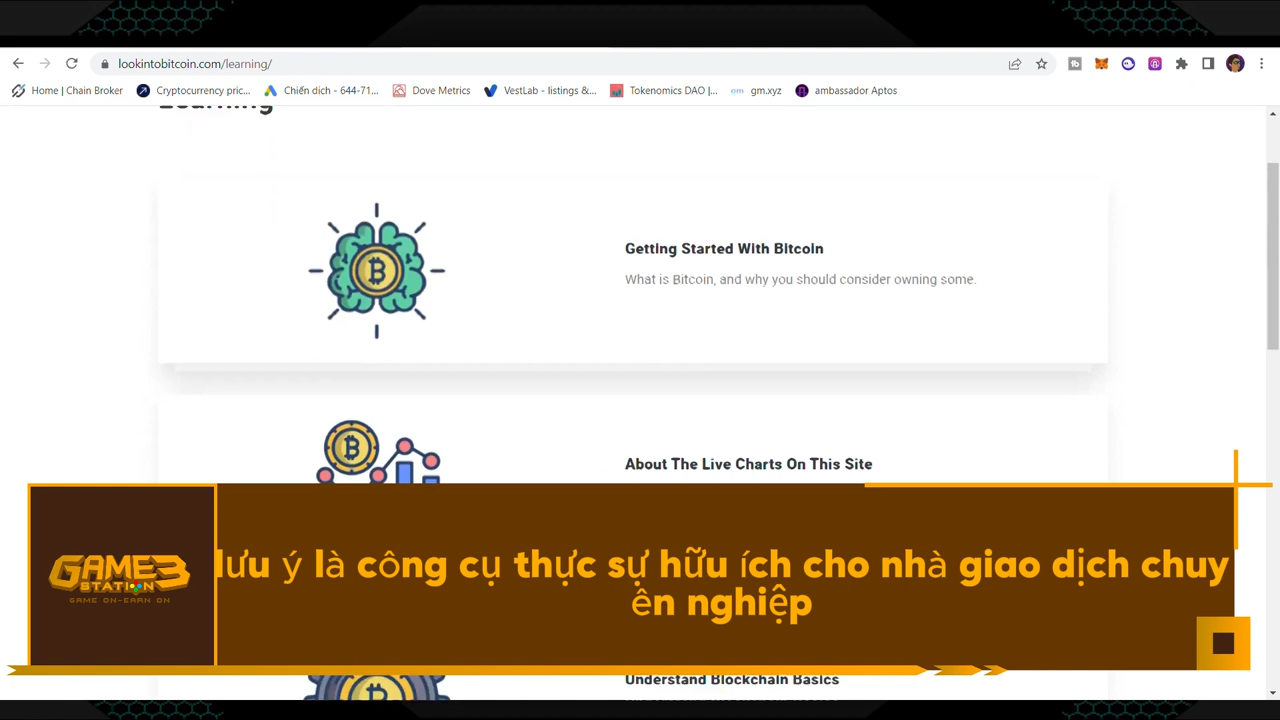 lookintobitcoin.com/learning/
Home | Chain Broker
Cryptocurrency pric...
Chiến dich - 644-71...
Dove Metrics
VestLab - listings &...
Tokenomics DAO |...
gm gm.xyz
ambassador Aptos
Learning
Getting Started With Bitcoin
What is Bitcoin, and why you should consider owning some.
About The Live Charts On This Site
GAME3
STATION
GAME ON-EARN ON
lưu ý là công cụ thực sự hữu ích cho nhà giao dịch chuy
ên nghiệp
Understand Blockchain Basics